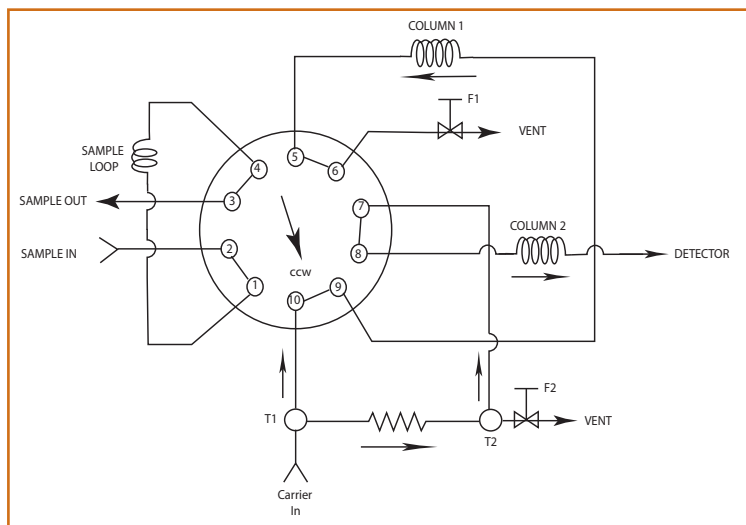 COLUMN 1
F1
VENT
SAMPLE
LOOP
4
5
6
3
7
SAMPLE OUT
SAMPLE IN
2
8
COLUMN 2
DETECTOR
ccw
1
10
9
F2
T1
T2
VENT
Carrier
In